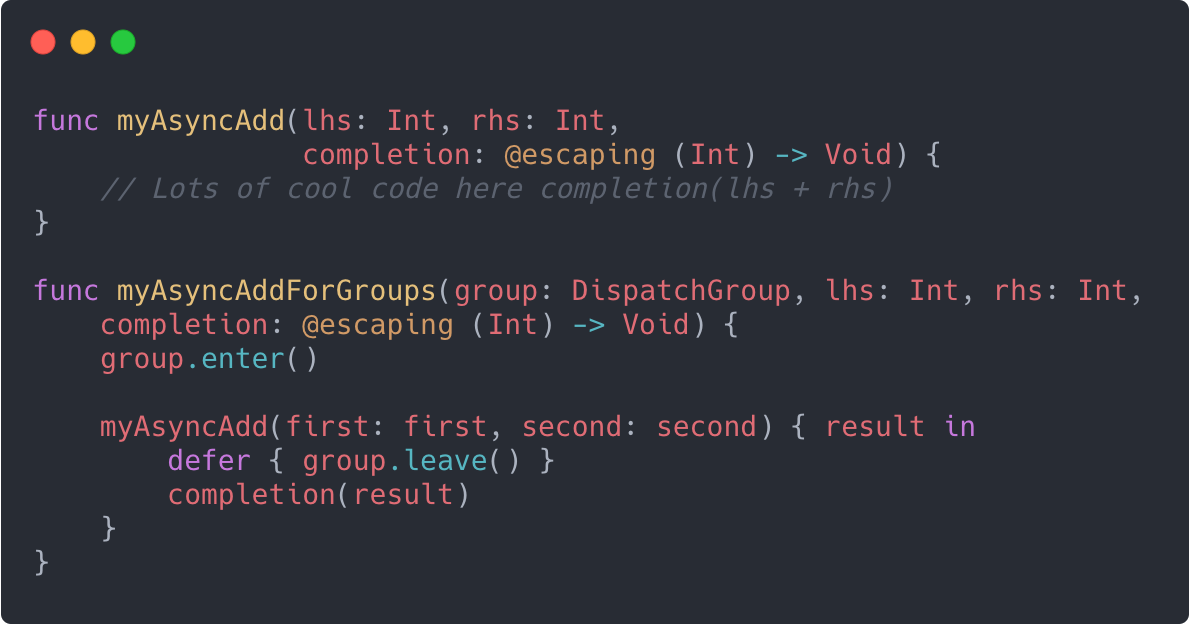 func myAsyncAdd(lhs: Int, rhs: Int,
                completion: @escaping (Int) -> Void) {
    // Lots of cool code here completion(lhs + rhs)
}

func myAsyncAddForGroups(group: DispatchGroup, lhs: Int, rhs: Int,
    completion: @escaping (Int) -> Void) {
    group.enter()

    myAsyncAdd(first: first, second: second) { result in
        defer { group.leave() }
        completion(result)
    }
}